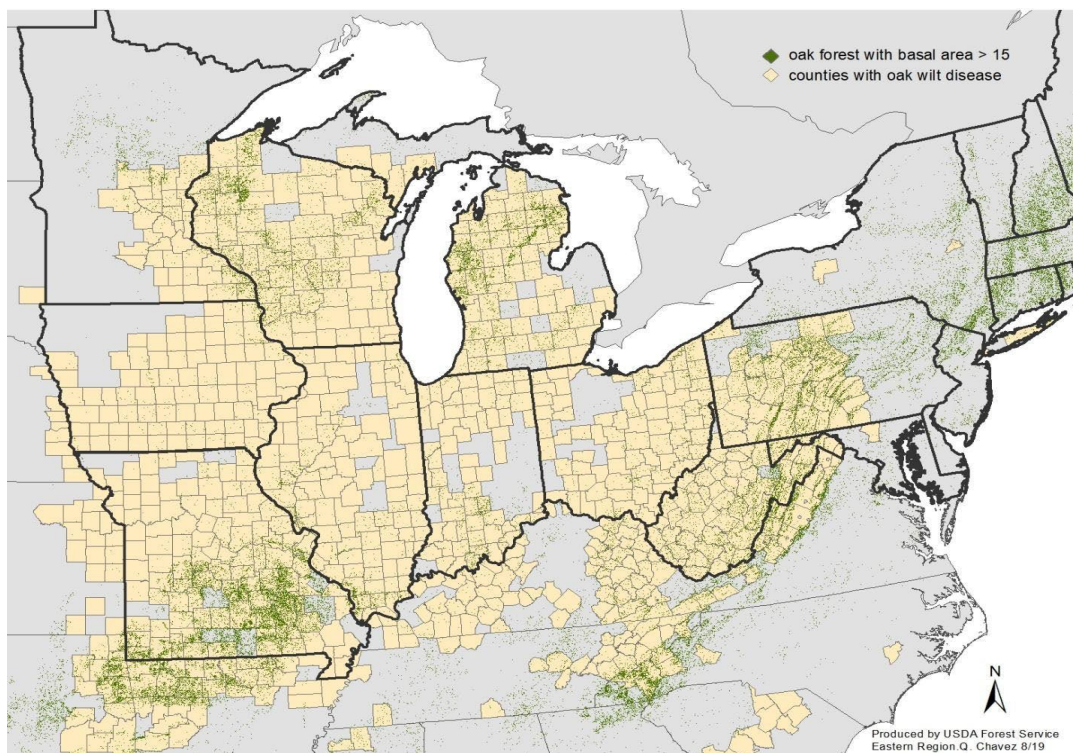 oak forest with basal area > 15
counties with oak wilt disease
N
Produced by USDA Forest Service
Eastern Region.Q. Chavez 8/19